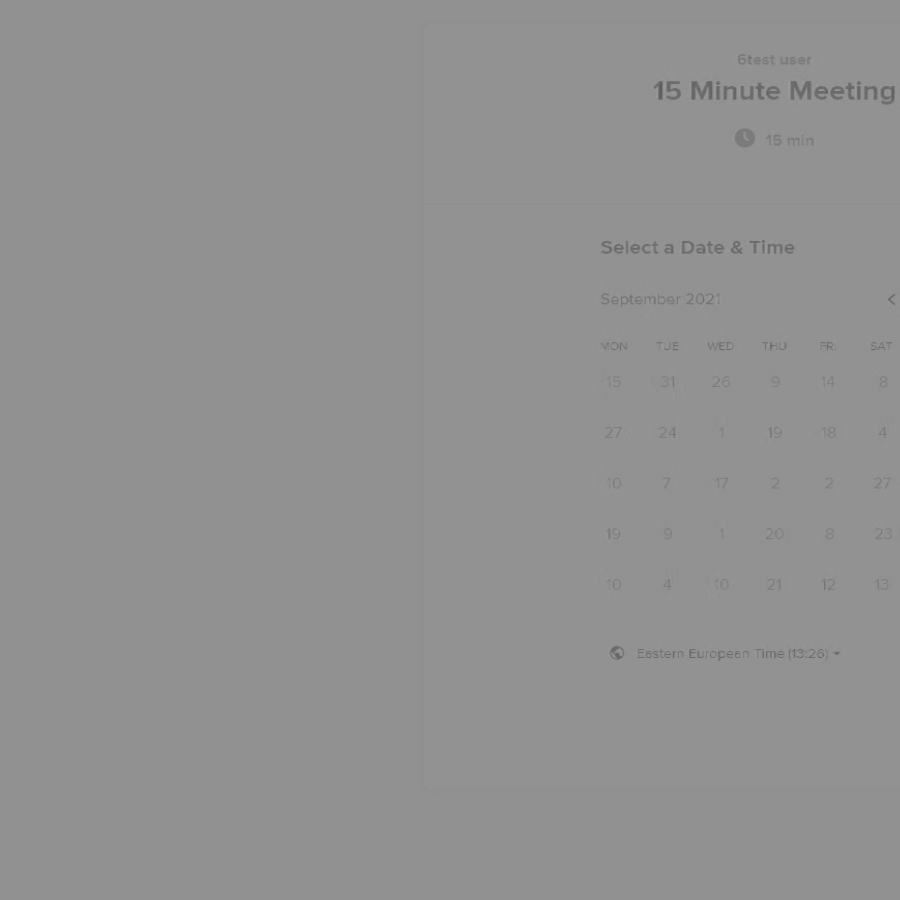 6test user
15 Minute Meeting
15 min
Select a Date & Time
September 2021
MON TUE WED THU FRI SAT
15 31 26 9 14 8
27 24 1 19 18 4
10 7 17 2 2 27
19 9 1 20 8 23
10 4 10 21 12 13
Eastern European Time (13:26)